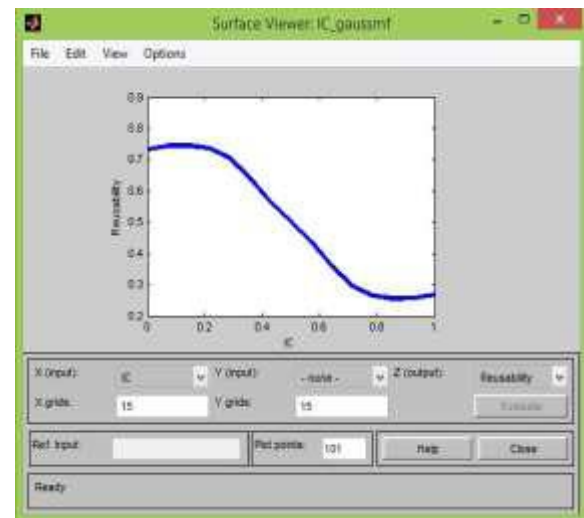 Surface Viewer: IC_gaussmf
File Edit View Options
0.9
0.8
0.7
0.6
0.5
0.4
0.3
0.2
Reusability
0 0.2 0.4 0.6 0.8 1
IC
X (input): IC Y (input): - none - Z (output): Reusability
X grids: 15 Y grids: 15 Evaluate
Ref. Input: Plot points: 101 Help Close
Ready